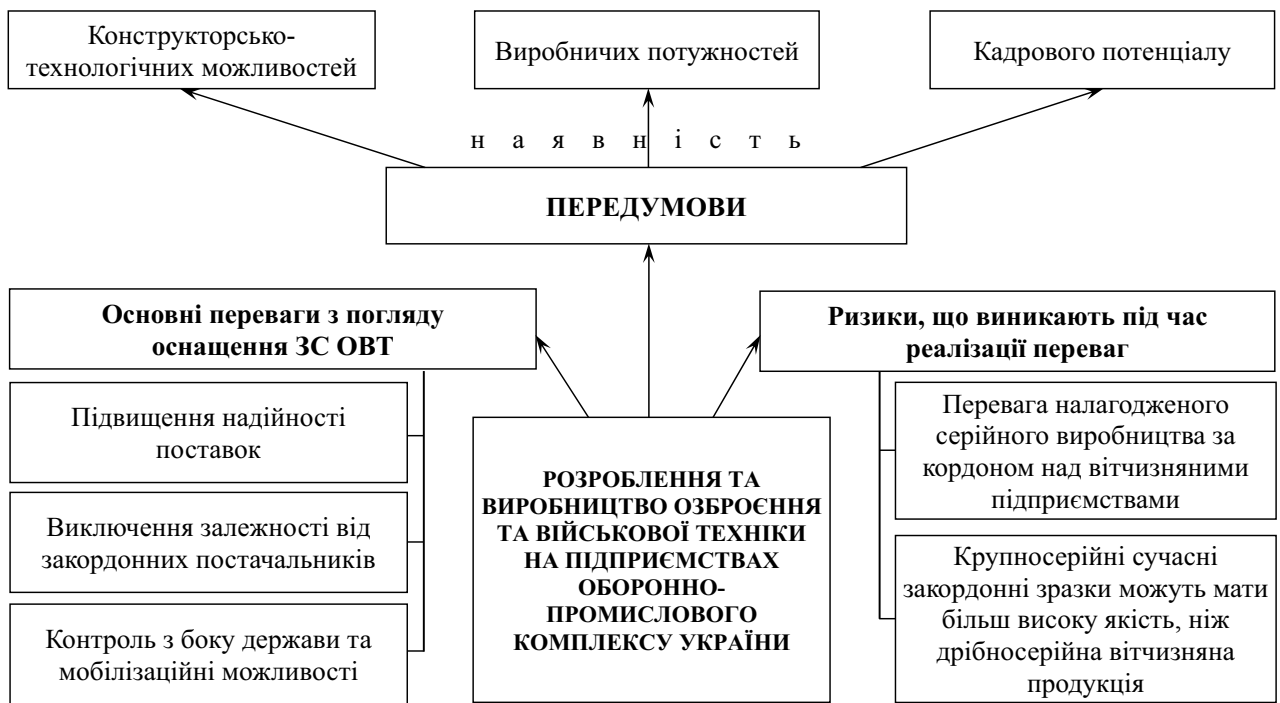 Конструкторсько-
технологічних можливостей
Виробничих потужностей
Кадрового потенціалу
н а я в н і с т ь
ПЕРЕДУМОВИ
Основні переваги з погляду
оснащення ЗС ОВТ
Підвищення надійності
поставок
Виключення залежності від
закордонних постачальників
Контроль з боку держави та
мобілізаційні можливості
РОЗРОБЛЕННЯ ТА
ВИРОБНИЦТВО ОЗБРОЄННЯ
ТА ВІЙСЬКОВОЇ ТЕХНІКИ
НА ПІДПРИЄМСТВАХ
ОБОРОННО-
ПРОМИСЛОВОГО
КОМПЛЕКСУ УКРАЇНИ
Ризики, що виникають під час
реалізації переваг
Перевага налагодженого
серійного виробництва за
кордоном над вітчизняними
підприємствами
Крупносерійні сучасні
закордонні зразки можуть мати
більш високу якість, ніж
дрібносерійна вітчизняна
продукція